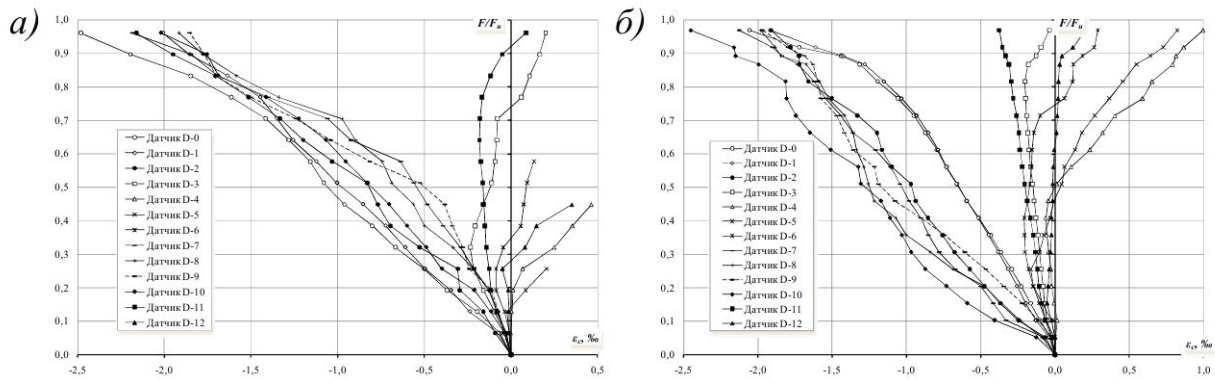 а)
F/Fᵤ
1,0
0,9
0,8
0,7
0,6
0,5
0,4
0,3
0,2
0,1
0,0
Датчик D-0
Датчик D-1
Датчик D-2
Датчик D-3
Датчик D-4
Датчик D-5
Датчик D-6
Датчик D-7
Датчик D-8
Датчик D-9
Датчик D-10
Датчик D-11
Датчик D-12
-2,5 -2,0 -1,5 -1,0 -0,5 0,0 0,5
б)
F/Fᵤ
1,0
0,9
0,8
0,7
0,6
0,5
0,4
0,3
0,2
0,1
0,0
Датчик D-0
Датчик D-1
Датчик D-2
Датчик D-3
Датчик D-4
Датчик D-5
Датчик D-6
Датчик D-7
Датчик D-8
Датчик D-9
Датчик D-10
Датчик D-11
Датчик D-12
-2,5 -2,0 -1,5 -1,0 -0,5 0,0 0,5 1,0